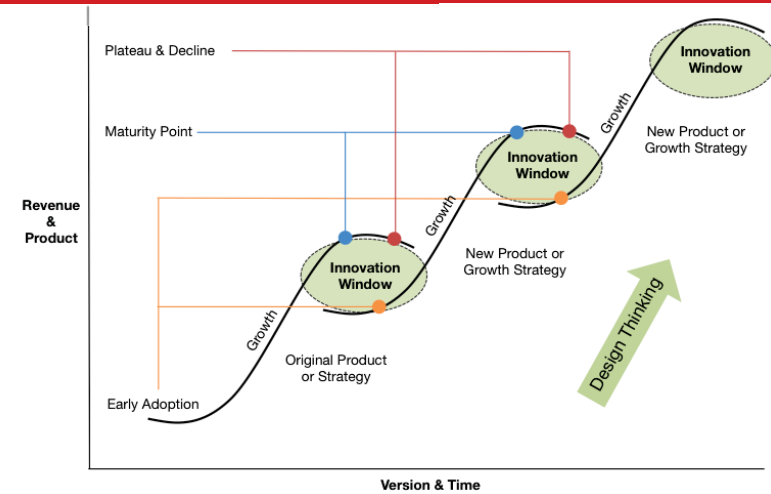 Plateau & Decline
Innovation
Window
Growth
Maturity Point
New Product or
Growth Strategy
Innovation
Window
Revenue
&
Product
Growth
New Product or
Growth Strategy
Innovation
Window
Design Thinking
Growth
Original Product
or Strategy
Early Adoption
Version & Time